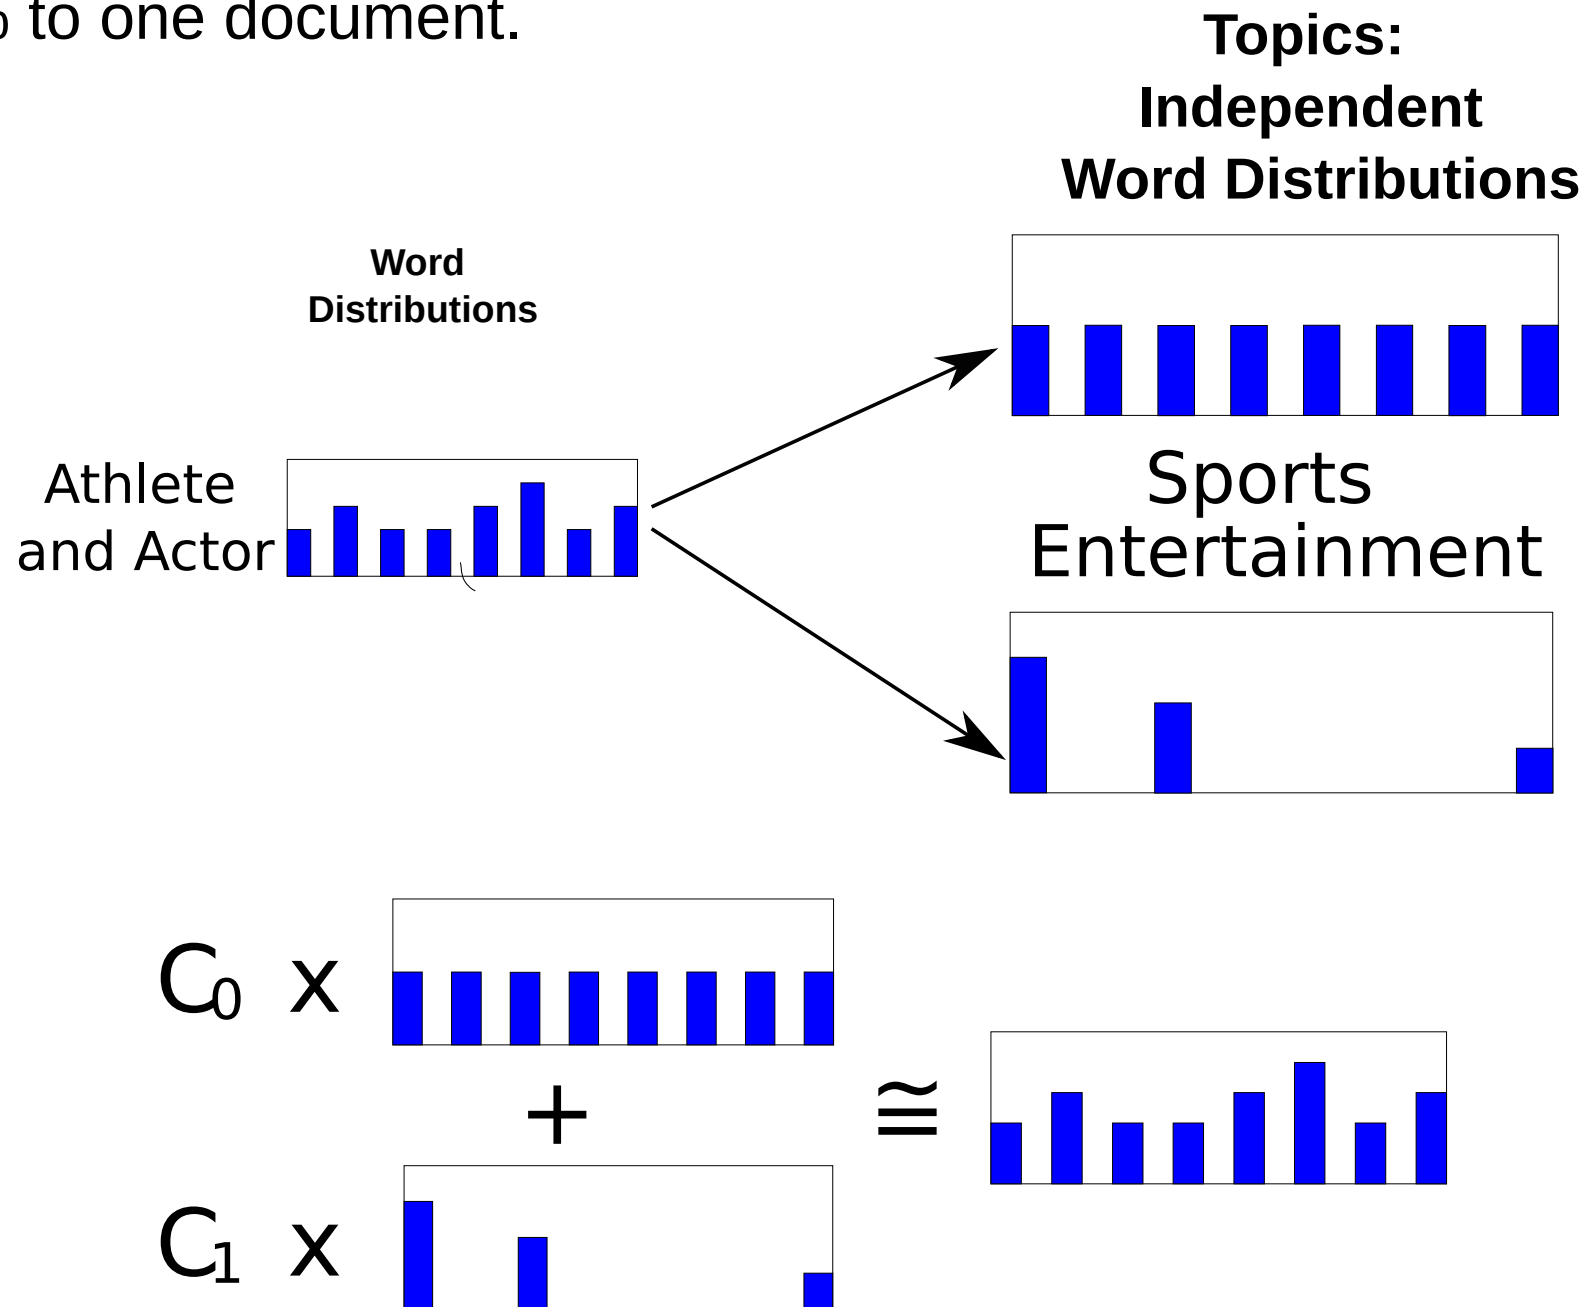 to one document.
Topics:
Independent
Word Distributions
Word
Distributions
Athlete
and Actor
Sports
Entertainment
C0 x
+
≅
C1 x